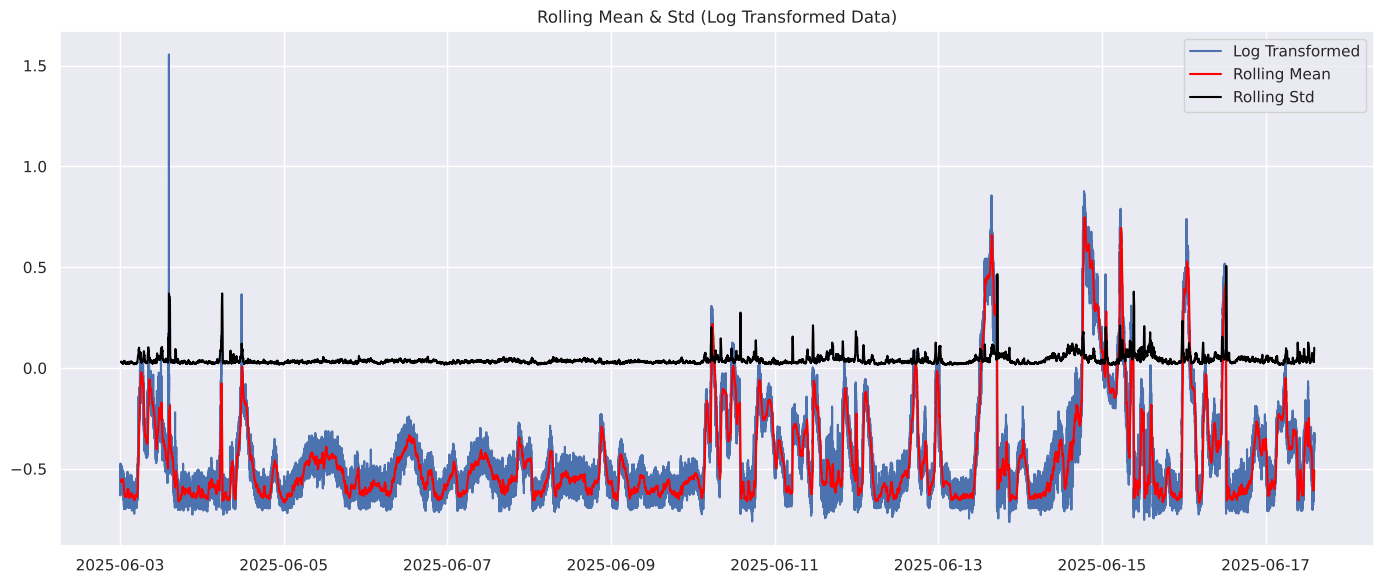 Rolling Mean & Std (Log Transformed Data)
Log Transformed
Rolling Mean
Rolling Std
1.5
1.0
0.5
0.0
−0.5
2025-06-03 2025-06-05 2025-06-07 2025-06-09 2025-06-11 2025-06-13 2025-06-15 2025-06-17